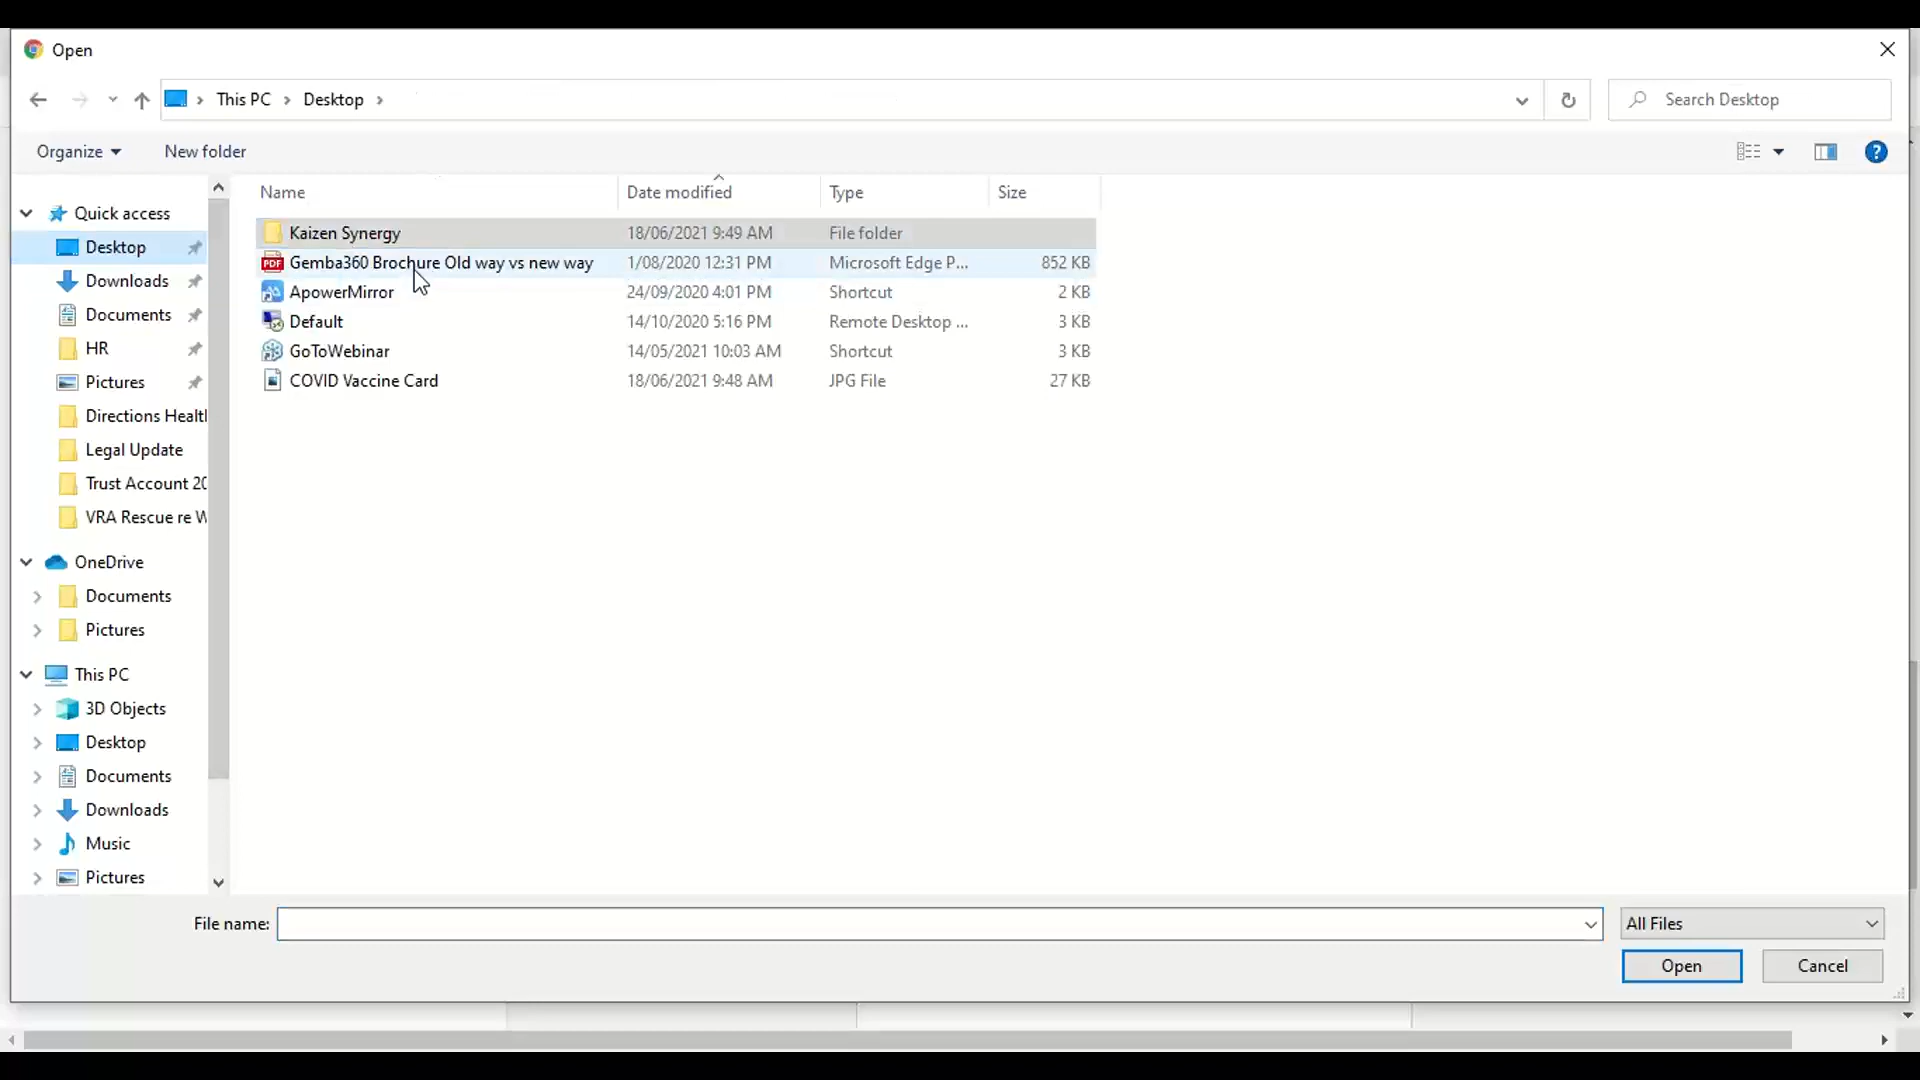 Open
This PC > Desktop >
Search Desktop
Organize
New folder
?
Name
Date modified
Type
Size
Kaizen Synergy 18/06/2021 9:49 AM File folder
Gemba360 Brochure Old way vs new way 1/08/2020 12:31 PM Microsoft Edge P... 852 KB
ApowerMirror 24/09/2020 4:01 PM Shortcut 2 KB
Default 14/10/2020 5:16 PM Remote Desktop ... 3 KB
GoToWebinar 14/05/2021 10:03 AM Shortcut 3 KB
COVID Vaccine Card 18/06/2021 9:48 AM JPG File 27 KB
PDF
Quick access
Desktop
Downloads
Documents
HR
Pictures
Directions Healt
Legal Update
Trust Account 20
VRA Rescue re W
OneDrive
Documents
Pictures
This PC
3D Objects
Desktop
Documents
Downloads
Music
Pictures
File name:
All Files
Open
Cancel